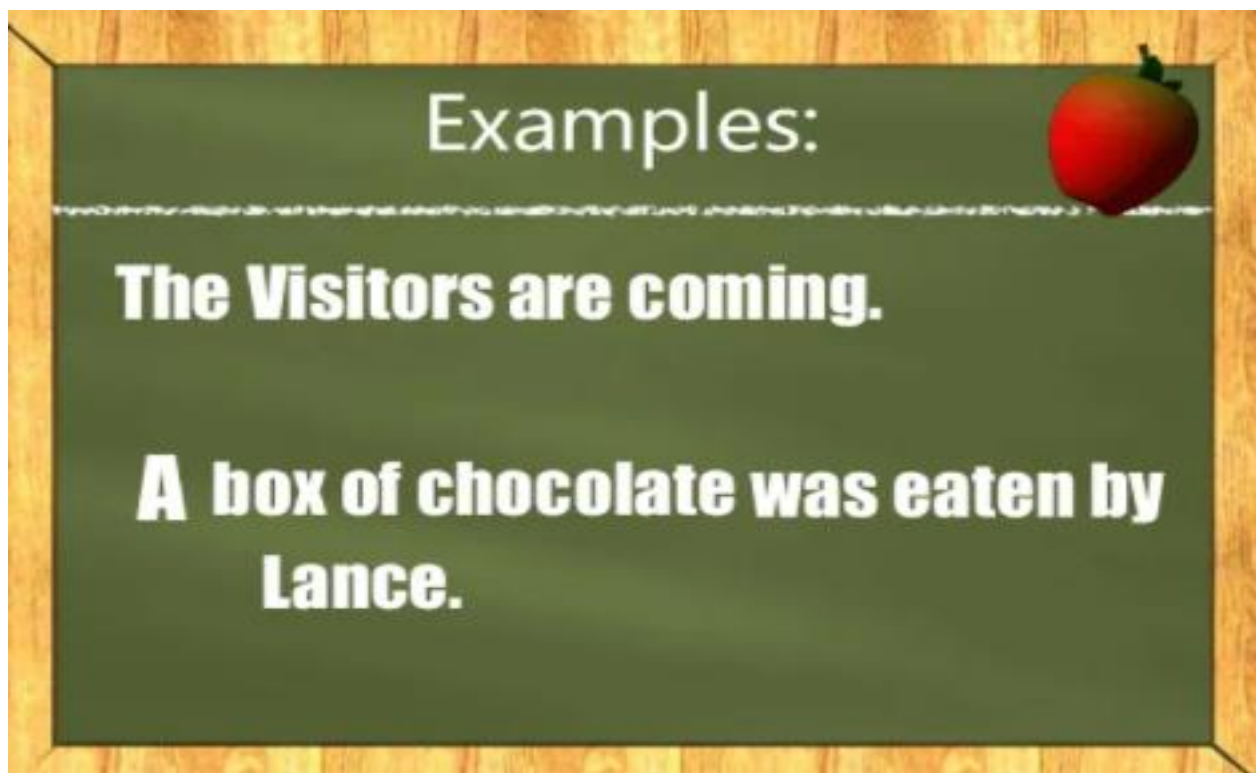 Examples:
The Visitors are coming.
A box of chocolate was eaten by
Lance.